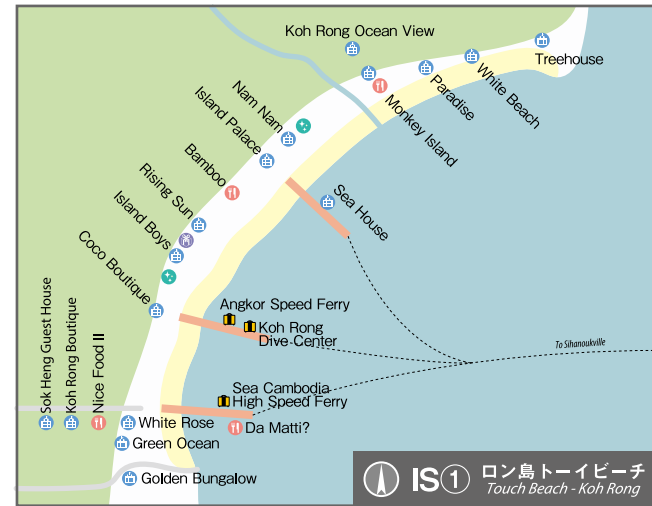 Koh Rong Ocean View
Treehouse
White Beach
Paradise
Monkey Island
Nam Nam
Island Palace
Bamboo
Sea House
Rising Sun
Island Boys
Coco Boutique
Angkor Speed Ferry
Koh Rong
Dive Center
To Sihanoukville
Sea Cambodia
High Speed Ferry
Da Matti?
Sok Heng Guest House
Koh Rong Boutique
Nice Food II
White Rose
Green Ocean
Golden Bungalow
IS① ロン島トーイビーチ
Touch Beach - Koh Rong